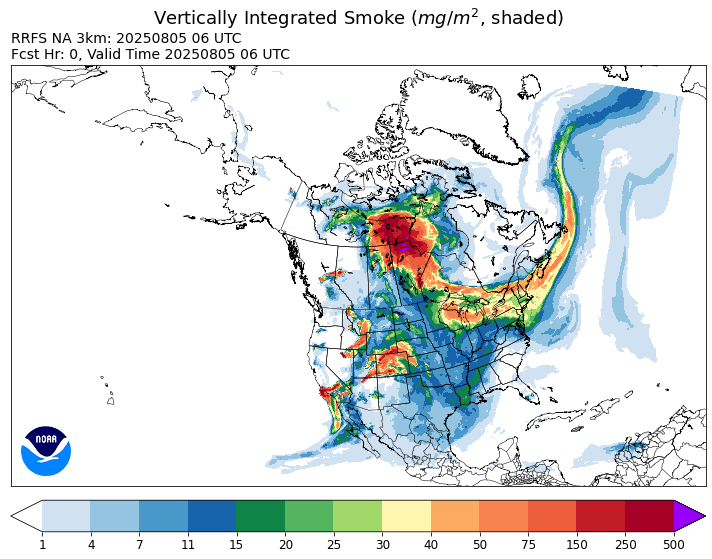 Vertically Integrated Smoke (mg/m², shaded)
RRFS NA 3km: 20250805 06 UTC
Fcst Hr: 0, Valid Time 20250805 06 UTC
NOAA
1 4 7 11 15 20 25 30 40 50 75 150 250 500